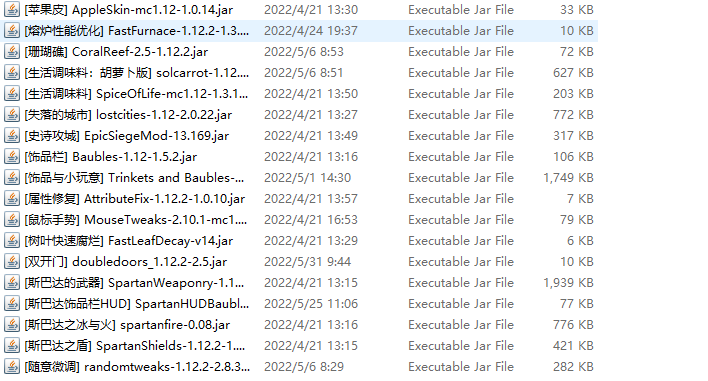 [苹果皮] AppleSkin-mc1.12-1.0.14.jar 2022/4/21 13:30 Executable Jar File 33 KB
[熔炉性能优化] FastFurnace-1.12.2-1.3.... 2022/4/24 19:37 Executable Jar File 10 KB
[珊瑚礁] CoralReef-2.5-1.12.2.jar 2022/5/6 8:53 Executable Jar File 72 KB
[生活调味料：胡萝卜版] solcarrot-1.12.... 2022/5/6 8:51 Executable Jar File 627 KB
[生活调味料] SpiceOfLife-mc1.12-1.3.1... 2022/4/21 13:50 Executable Jar File 203 KB
[失落的城市] lostcities-1.12-2.0.22.jar 2022/4/21 13:27 Executable Jar File 772 KB
[史诗攻城] EpicSiegeMod-13.169.jar 2022/4/21 13:49 Executable Jar File 317 KB
[饰品栏] Baubles-1.12-1.5.2.jar 2022/4/21 13:16 Executable Jar File 106 KB
[饰品与小玩意] Trinkets and Baubles-... 2022/5/1 14:30 Executable Jar File 1,749 KB
[属性修复] AttributeFix-1.12.2-1.0.10.jar 2022/4/21 13:57 Executable Jar File 7 KB
[鼠标手势] MouseTweaks-2.10.1-mc1.... 2022/4/21 16:53 Executable Jar File 79 KB
[树叶快速腐烂] FastLeafDecay-v14.jar 2022/4/21 13:29 Executable Jar File 6 KB
[双开门] doubledoors_1.12.2-2.5.jar 2022/5/31 9:44 Executable Jar File 10 KB
[斯巴达的武器] SpartanWeaponry-1.1... 2022/4/21 13:15 Executable Jar File 1,939 KB
[斯巴达饰品栏HUD] SpartanHUDBaubl... 2022/5/25 11:06 Executable Jar File 77 KB
[斯巴达之冰与火] spartanfire-0.08.jar 2022/4/21 13:16 Executable Jar File 776 KB
[斯巴达之盾] SpartanShields-1.12.2-1.... 2022/4/21 13:15 Executable Jar File 421 KB
[随意微调] randomtweaks-1.12.2-2.8.3... 2022/5/6 8:29 Executable Jar File 282 KB